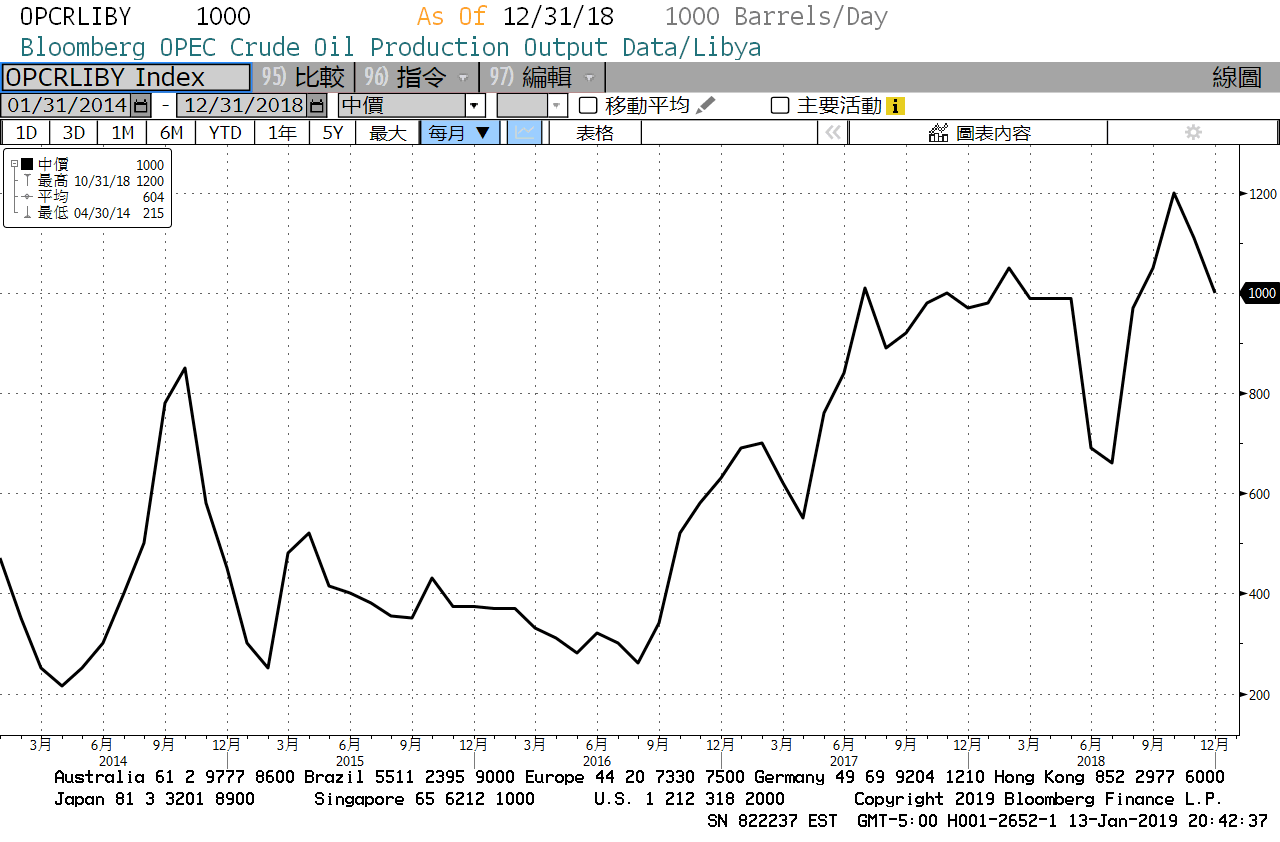 OPCRLIBY 1000 As Of 12/31/18 1000 Barrels/Day
Bloomberg OPEC Crude Oil Production Output Data/Libya
OPCRLIBY Index 95) 比較 96) 指令 97) 編輯 線圖
01/31/2014 - 12/31/2018 中價 移動平均 主要活動 i
1D 3D 1M 6M YTD 1年 5Y 最大 每月 ▼ 表格 « 圖表內容
中價 1000
最高 10/31/18 1200
平均 604
最低 04/30/14 215
1200
1000
800
600
400
200
3月 6月 9月 12月 3月 6月 9月 12月 3月 6月 9月 12月 3月 6月 9月 12月 3月 6月 9月 12月
2014 2015 2016 2017 2018
Australia 61 2 9777 8600 Brazil 5511 2395 9000 Europe 44 20 7330 7500 Germany 49 69 9204 1210 Hong Kong 852 2977 6000
Japan 81 3 3201 8900 Singapore 65 6212 1000 U.S. 1 212 318 2000 Copyright 2019 Bloomberg Finance L.P.
SN 822237 EST GMT-5:00 H001-2652-1 13-Jan-2019 20:42:37